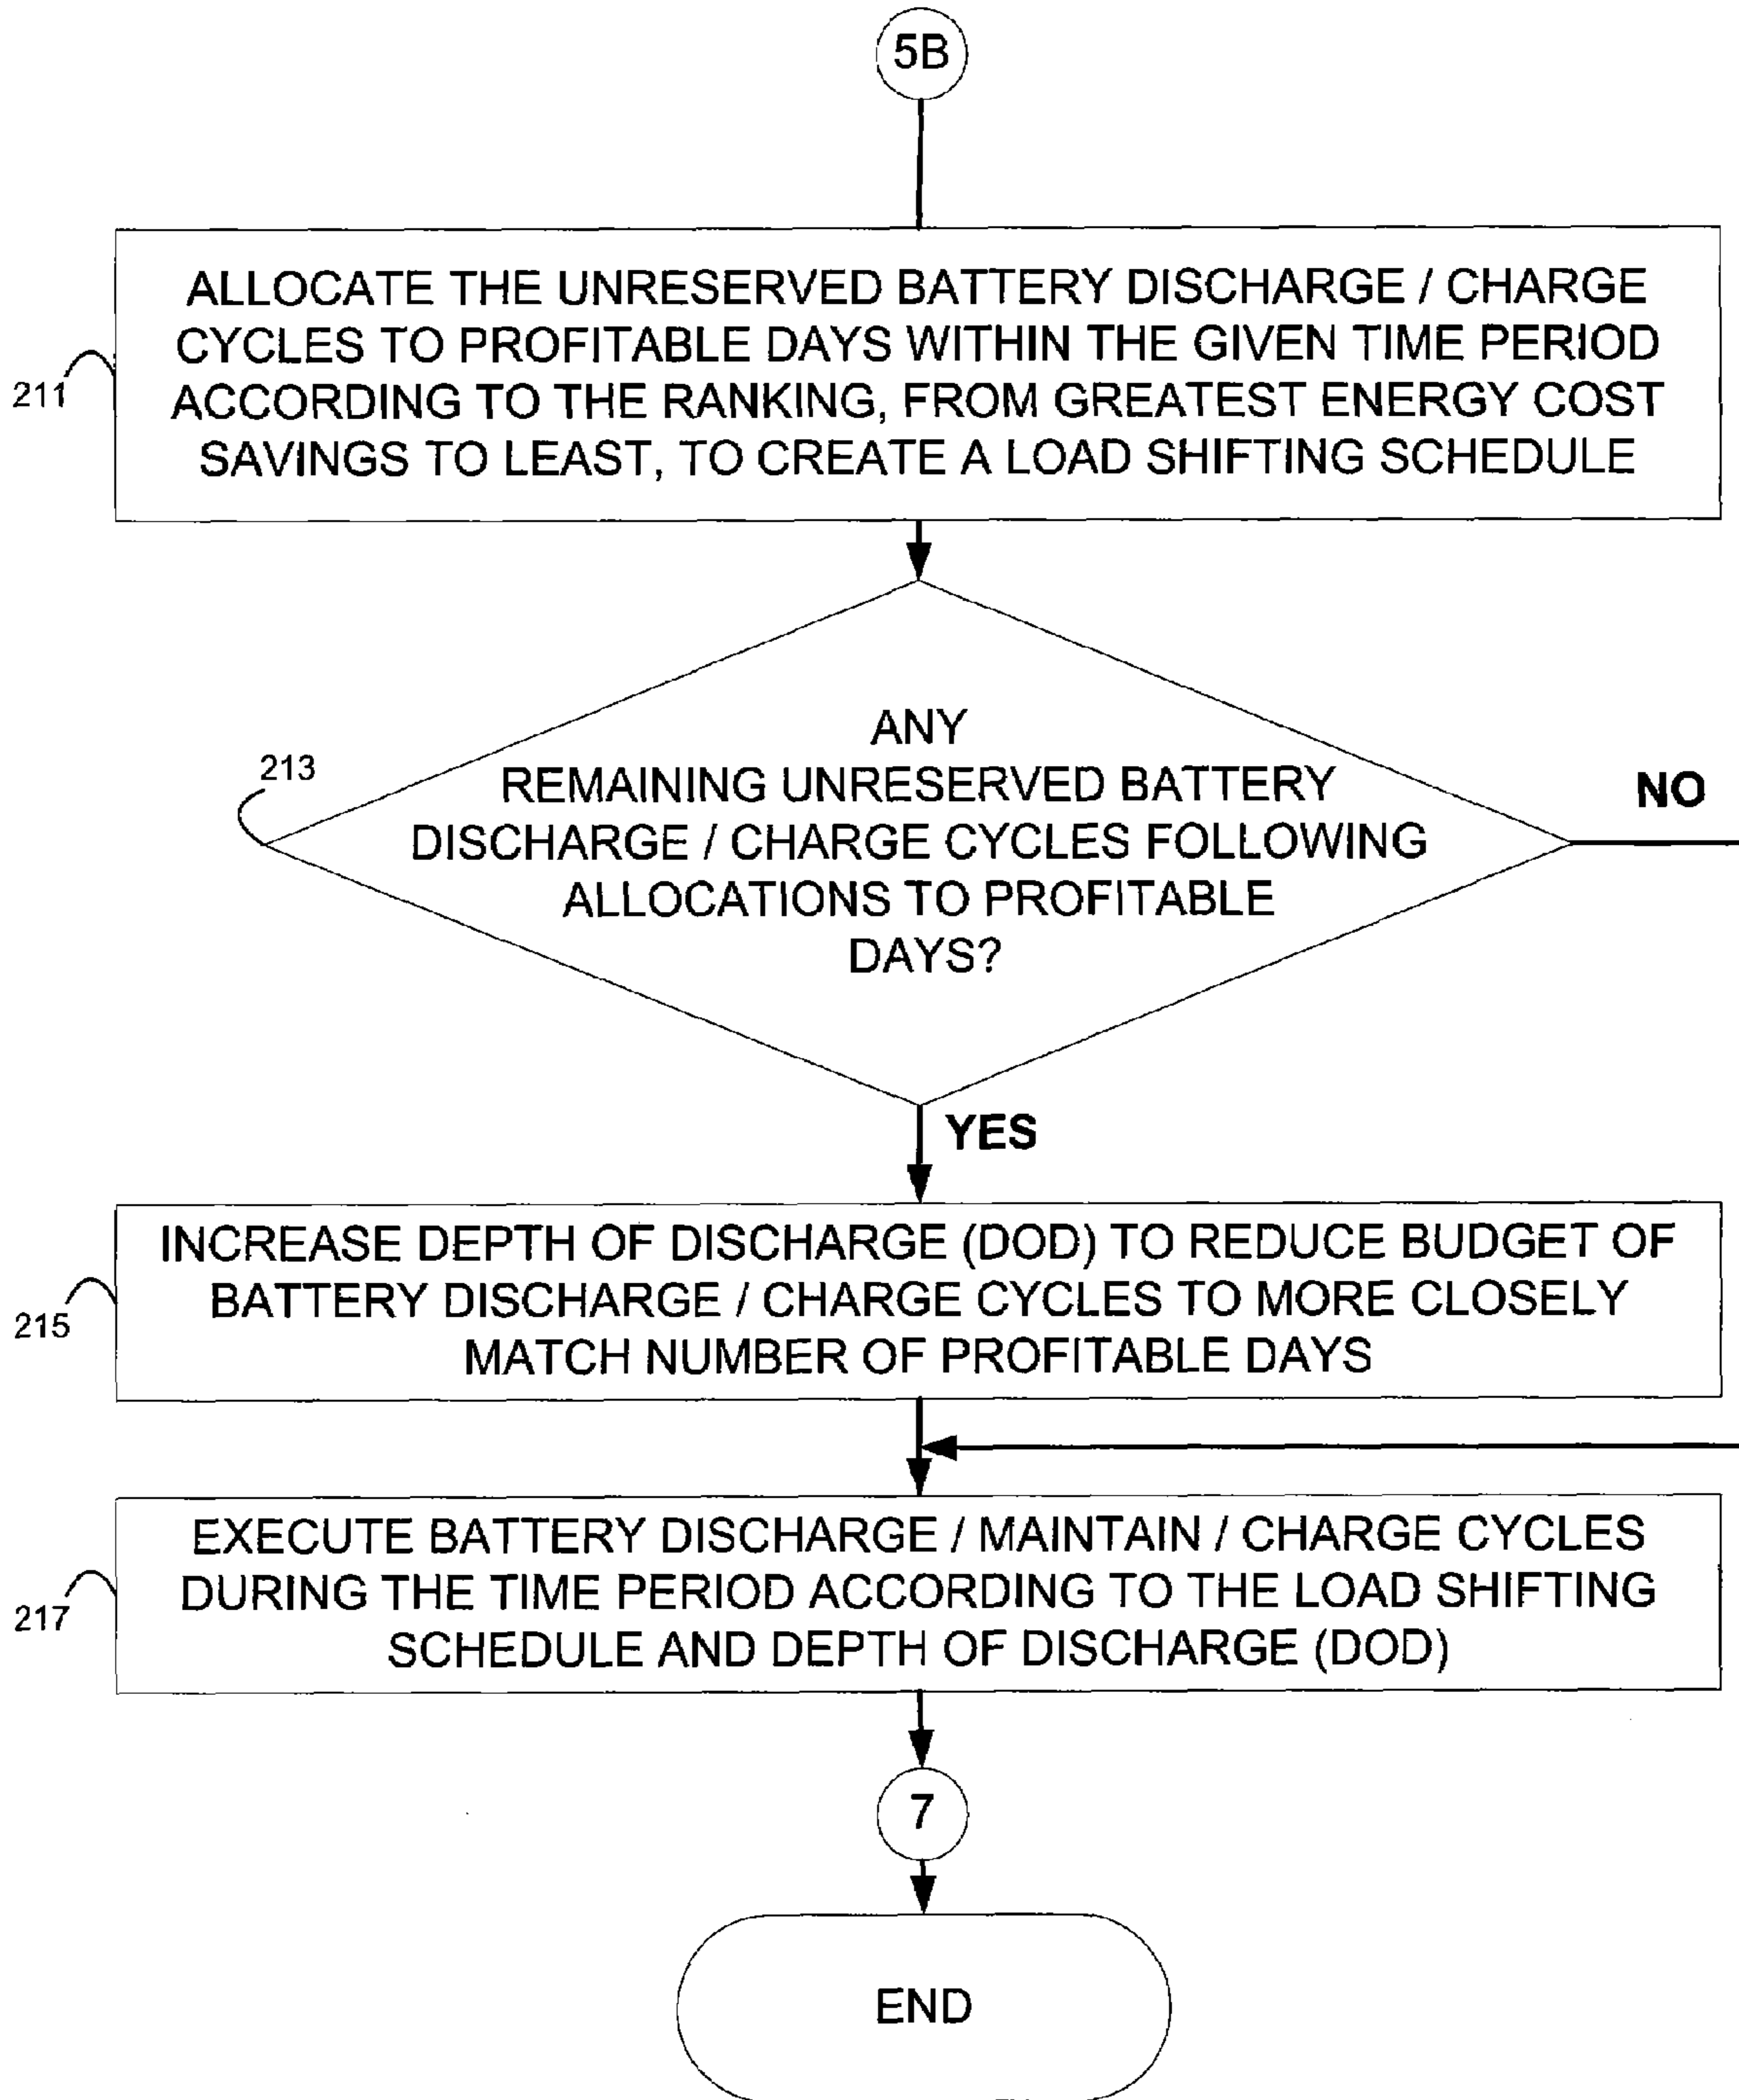 5B
ALLOCATE THE UNRESERVED BATTERY DISCHARGE / CHARGE
CYCLES TO PROFITABLE DAYS WITHIN THE GIVEN TIME PERIOD
ACCORDING TO THE RANKING, FROM GREATEST ENERGY COST
SAVINGS TO LEAST, TO CREATE A LOAD SHIFTING SCHEDULE
211
ANY
REMAINING UNRESERVED BATTERY
DISCHARGE / CHARGE CYCLES FOLLOWING
ALLOCATIONS TO PROFITABLE
DAYS?
213
NO
YES
INCREASE DEPTH OF DISCHARGE (DOD) TO REDUCE BUDGET OF
BATTERY DISCHARGE / CHARGE CYCLES TO MORE CLOSELY
MATCH NUMBER OF PROFITABLE DAYS
215
EXECUTE BATTERY DISCHARGE / MAINTAIN / CHARGE CYCLES
DURING THE TIME PERIOD ACCORDING TO THE LOAD SHIFTING
SCHEDULE AND DEPTH OF DISCHARGE (DOD)
217
7
END